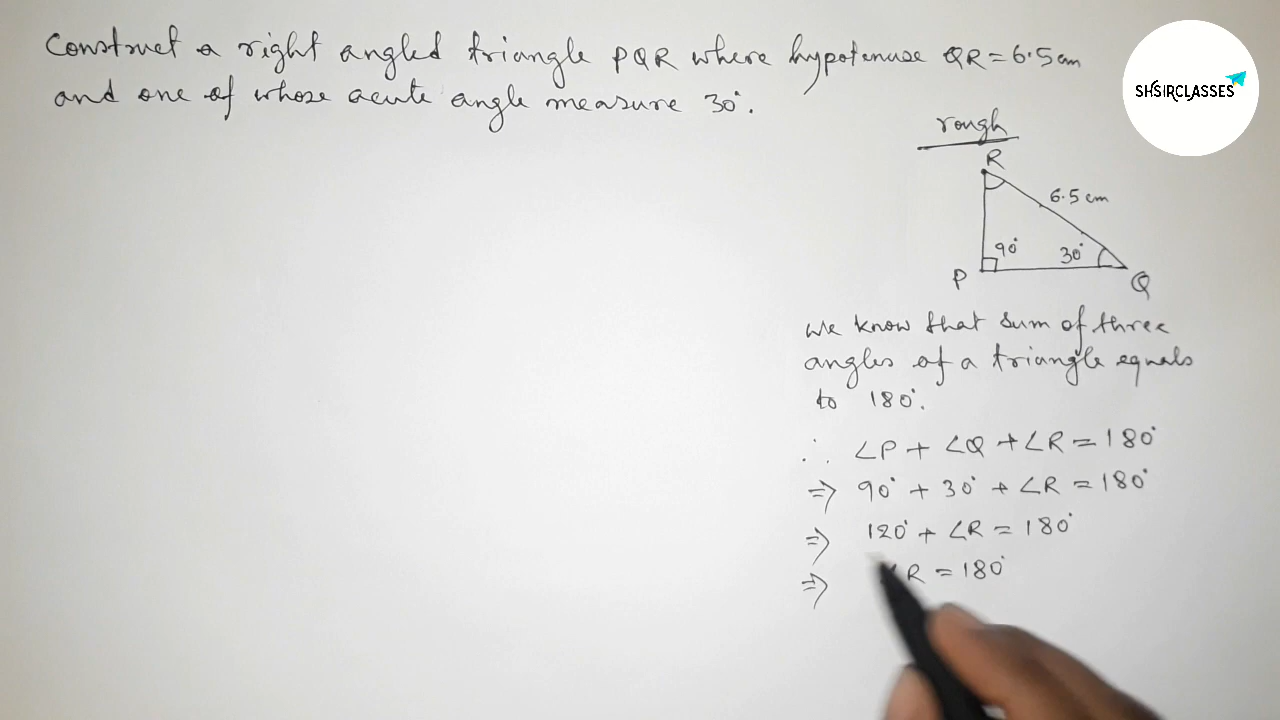 Construct a right angled triangle PQR where hypotenuse QR = 6.5 cm
and one of whose acute angle measure 30°.
SHSIRCLASSES
rough
R
6.5 cm
90°
30°
P
Q
we know that sum of three
angles of a triangle equals
to 180°.
∴ ∠P + ∠Q + ∠R = 180°
⇒ 90° + 30° + ∠R = 180°
⇒ 120° + ∠R = 180°
⇒ ∠R = 180°